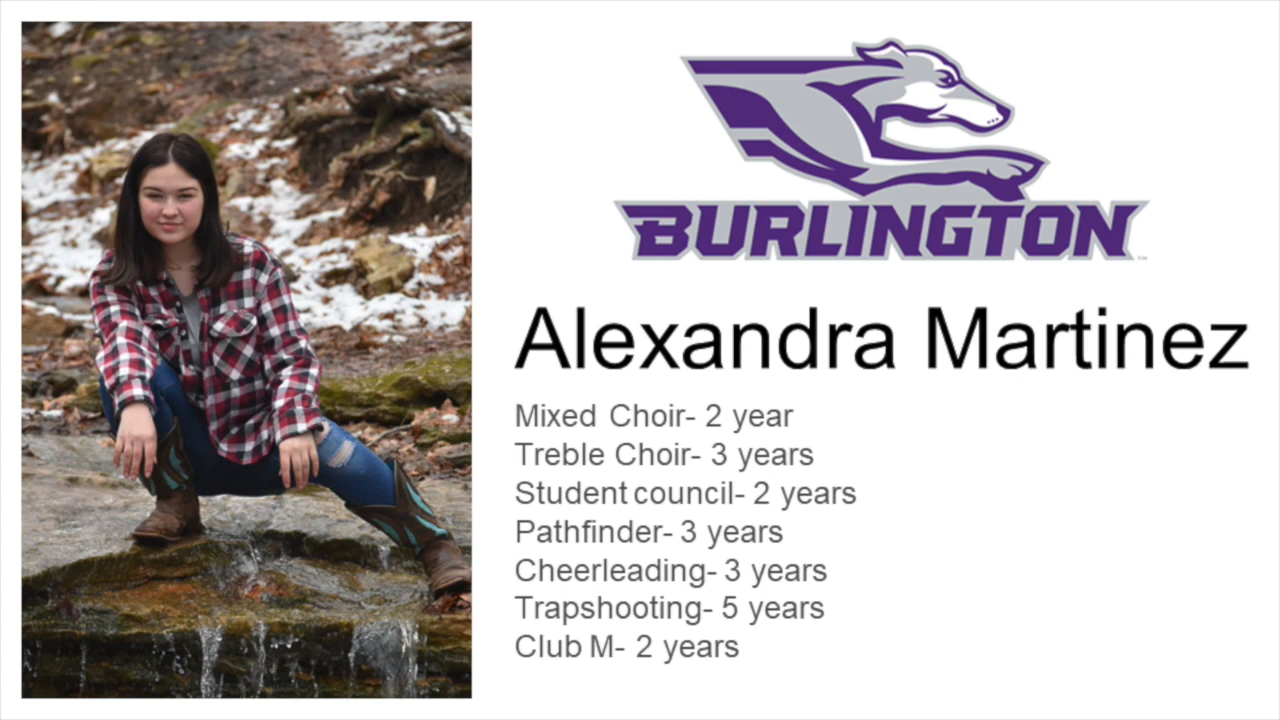 BURLINGTON
Alexandra Martinez
Mixed Choir- 2 year
Treble Choir- 3 years
Student council- 2 years
Pathfinder- 3 years
Cheerleading- 3 years
Trapshooting- 5 years
Club M- 2 years